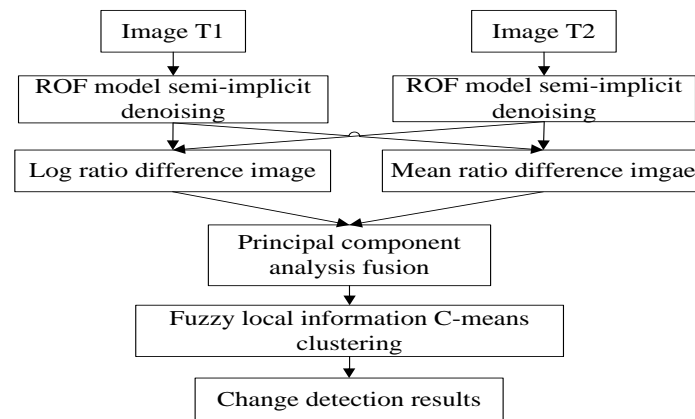 Image T1
Image T2
ROF model semi-implicit
denoising
ROF model semi-implicit
denoising
Log ratio difference image
Mean ratio difference imgae
Principal component
analysis fusion
Fuzzy local information C-means
clustering
Change detection results